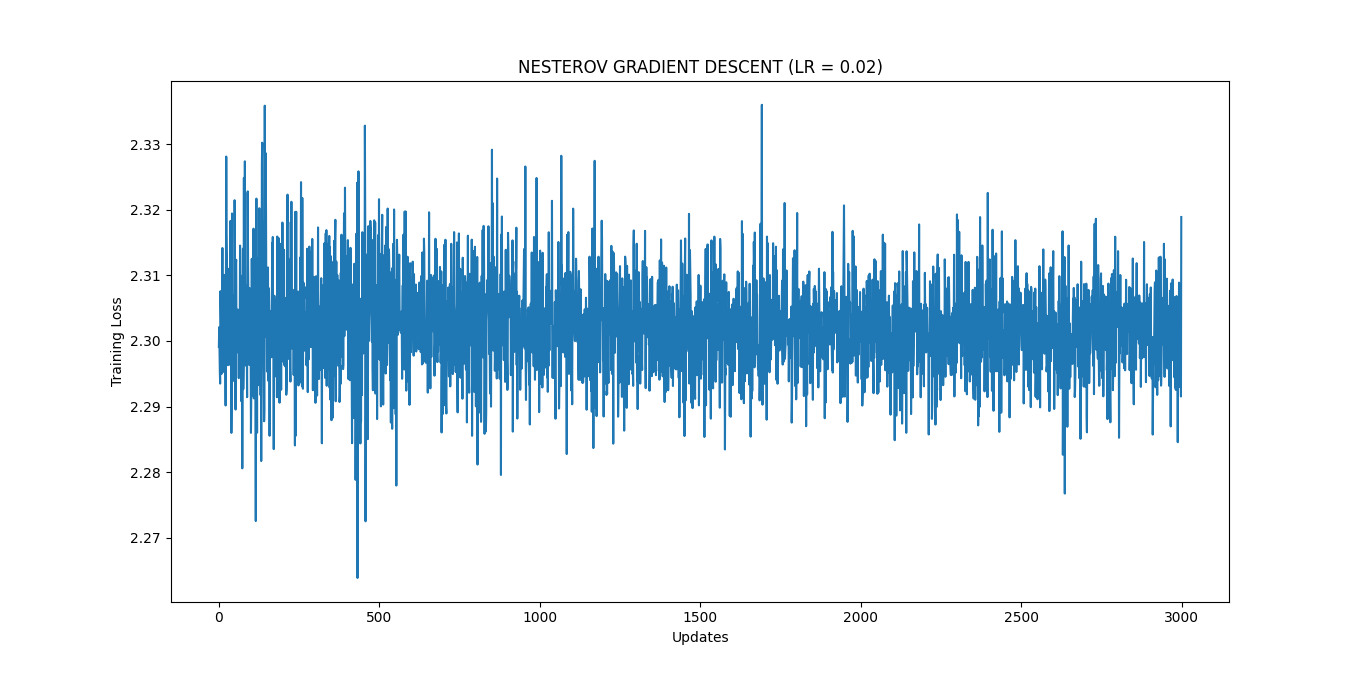 NESTEROV GRADIENT DESCENT (LR = 0.02)
2.33
2.32
2.31
2.30
2.29
2.28
2.27
Training Loss
0 500 1000 1500 2000 2500 3000
Updates